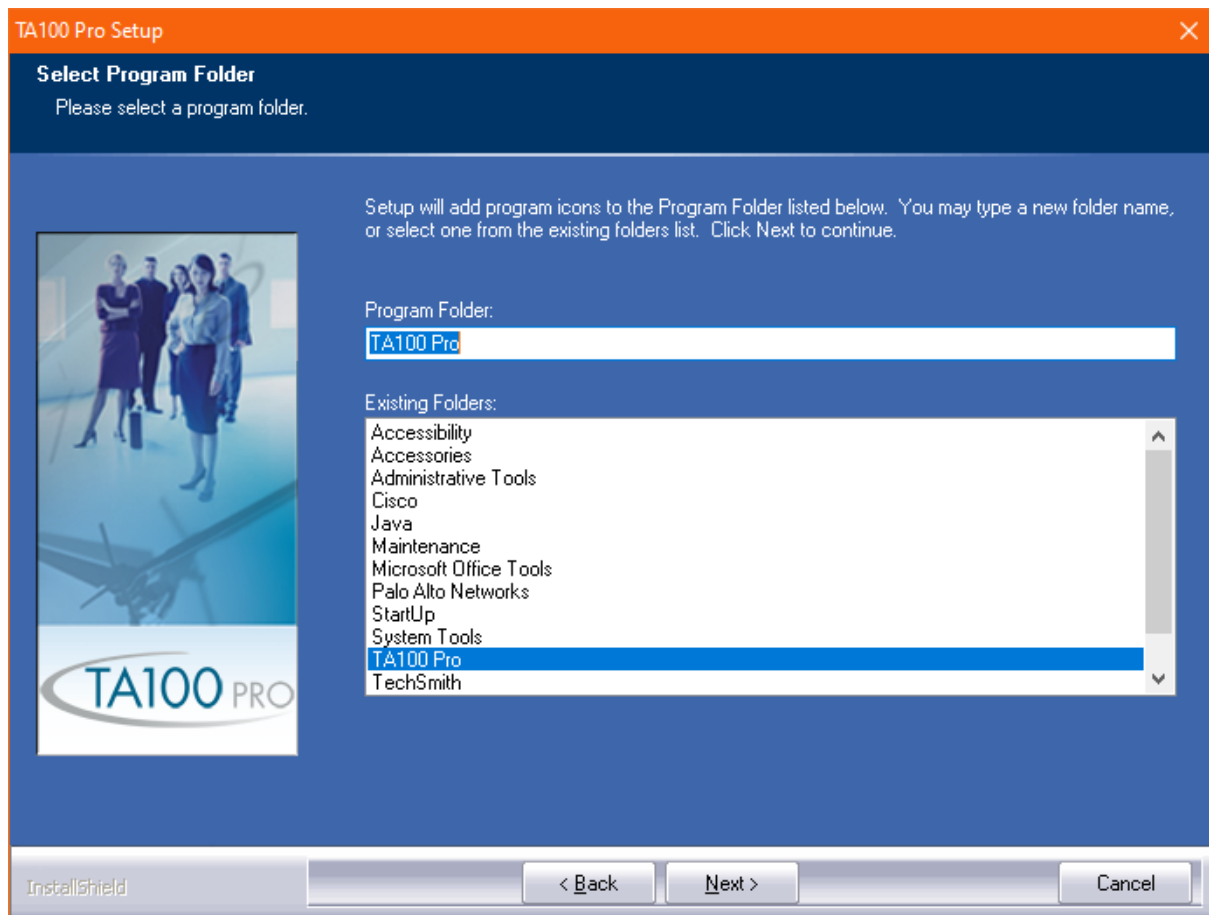 TA100 Pro Setup
Select Program Folder
Please select a program folder.
Setup will add program icons to the Program Folder listed below. You may type a new folder name,
or select one from the existing folders list. Click Next to continue.
Program Folder:
TA100 Pro
Existing Folders:
Accessibility
Accessories
Administrative Tools
Cisco
Java
Maintenance
Microsoft Office Tools
Palo Alto Networks
StartUp
System Tools
TA100 Pro
TechSmith
TA100 PRO
InstallShield
< Back
Next >
Cancel